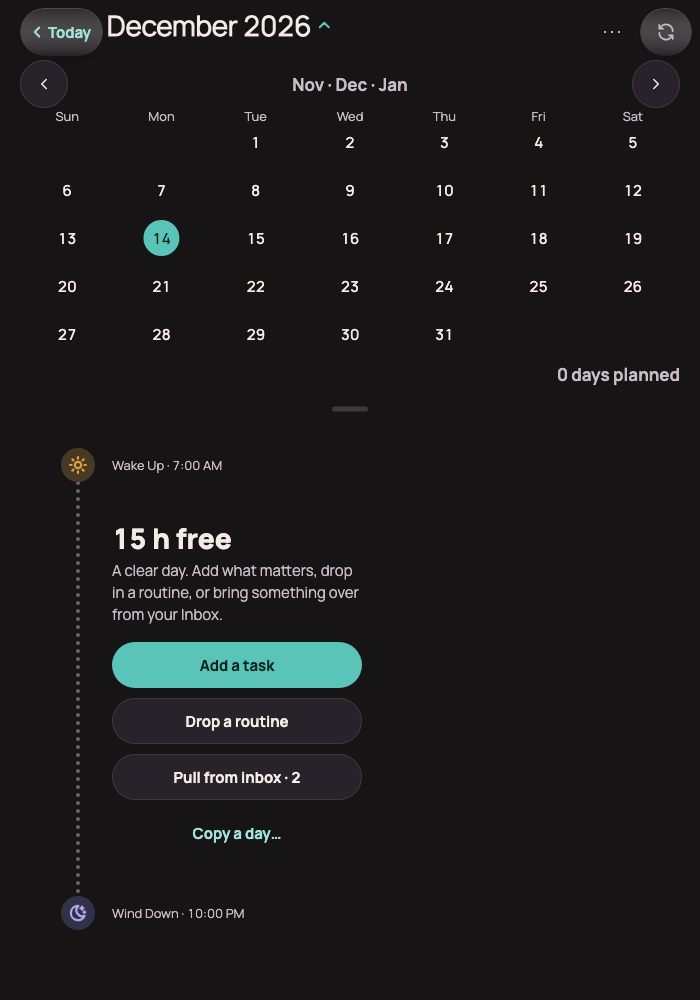 Today
December 2026
...
Nov · Dec · Jan
Sun Mon Tue Wed Thu Fri Sat
1 2 3 4 5
6 7 8 9 10 11 12
13 14 15 16 17 18 19
20 21 22 23 24 25 26
27 28 29 30 31
0 days planned
Wake Up · 7:00 AM
15 h free
A clear day. Add what matters, drop
in a routine, or bring something over
from your Inbox.
Add a task
Drop a routine
Pull from inbox · 2
Copy a day…
Wind Down · 10:00 PM